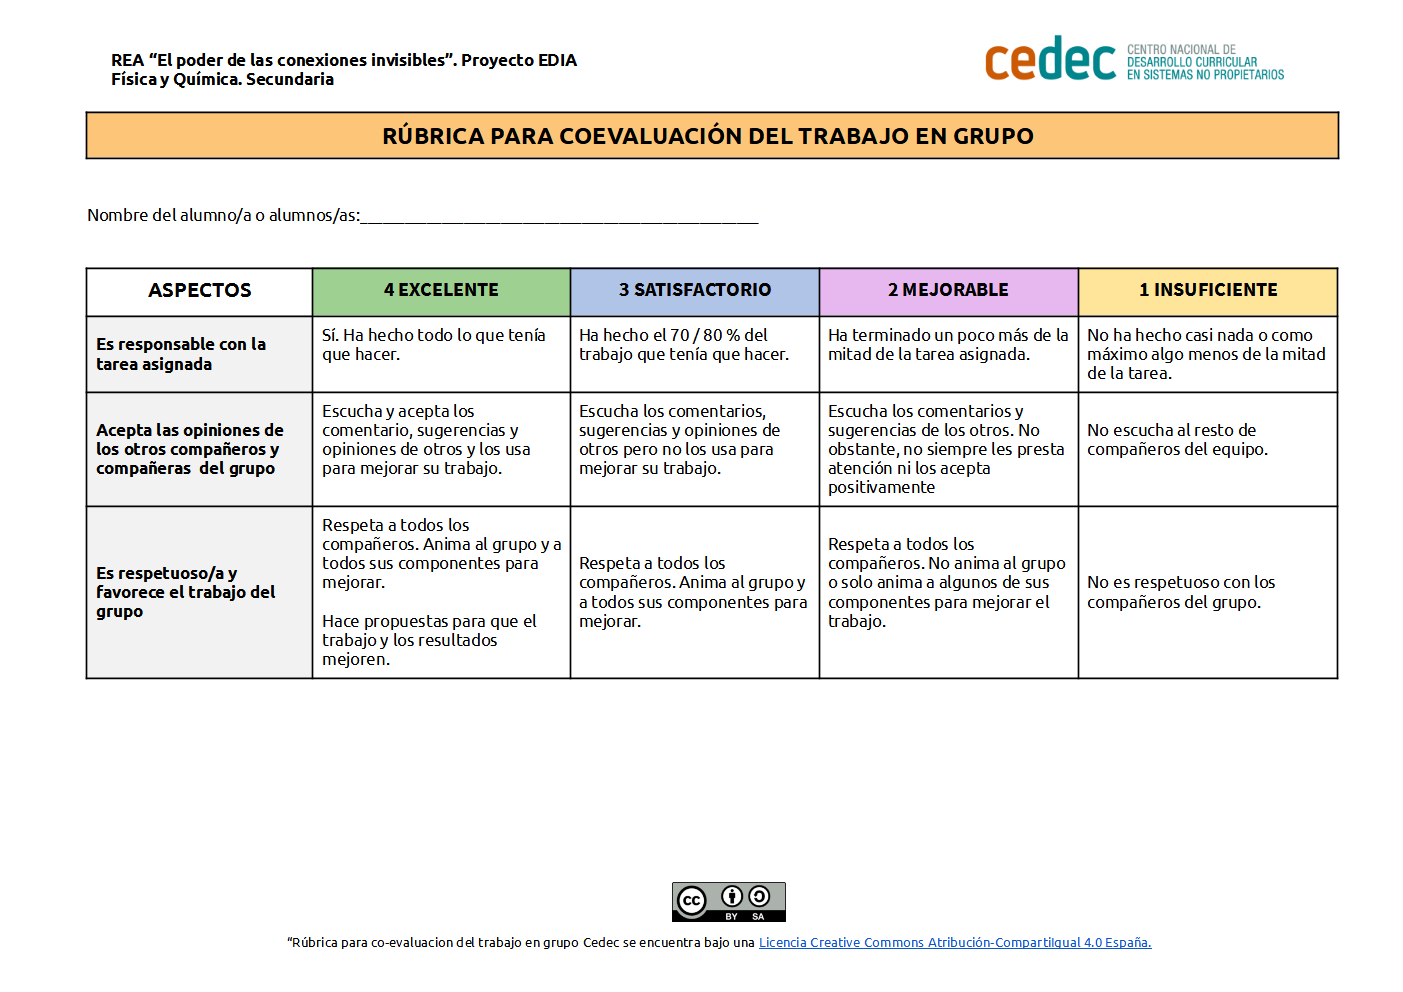 REA “El poder de las conexiones invisibles”. Proyecto EDIA
Física y Química. Secundaria
cedec
CENTRO NACIONAL DE
DESARROLLO CURRICULAR
EN SISTEMAS NO PROPIETARIOS
RÚBRICA PARA COEVALUACIÓN DEL TRABAJO EN GRUPO
Nombre del alumno/a o alumnos/as:_______________________________________________
ASPECTOS
4 EXCELENTE
3 SATISFACTORIO
2 MEJORABLE
1 INSUFICIENTE
Es responsable con la
tarea asignada
Sí. Ha hecho todo lo que tenía
que hacer.
Ha hecho el 70 / 80 % del
trabajo que tenía que hacer.
Ha terminado un poco más de la
mitad de la tarea asignada.
No ha hecho casi nada o como
máximo algo menos de la mitad
de la tarea.
Acepta las opiniones de
los otros compañeros y
compañeras  del grupo
Escucha y acepta los
comentario, sugerencias y
opiniones de otros y los usa
para mejorar su trabajo.
Escucha los comentarios,
sugerencias y opiniones de
otros pero no los usa para
mejorar su trabajo.
Escucha los comentarios y
sugerencias de los otros. No
obstante, no siempre les presta
atención ni los acepta
positivamente
No escucha al resto de
compañeros del equipo.
Es respetuoso/a y
favorece el trabajo del
grupo
Respeta a todos los
compañeros. Anima al grupo y a
todos sus componentes para
mejorar.
Hace propuestas para que el
trabajo y los resultados
mejoren.
Respeta a todos los
compañeros. Anima al grupo y
a todos sus componentes para
mejorar.
Respeta a todos los
compañeros. No anima al grupo
o solo anima a algunos de sus
componentes para mejorar el
trabajo.
No es respetuoso con los
compañeros del grupo.
cc
BY SA
“Rúbrica para co-evaluacion del trabajo en grupo Cedec se encuentra bajo una Licencia Creative Commons Atribución-CompartiIgual 4.0 España.